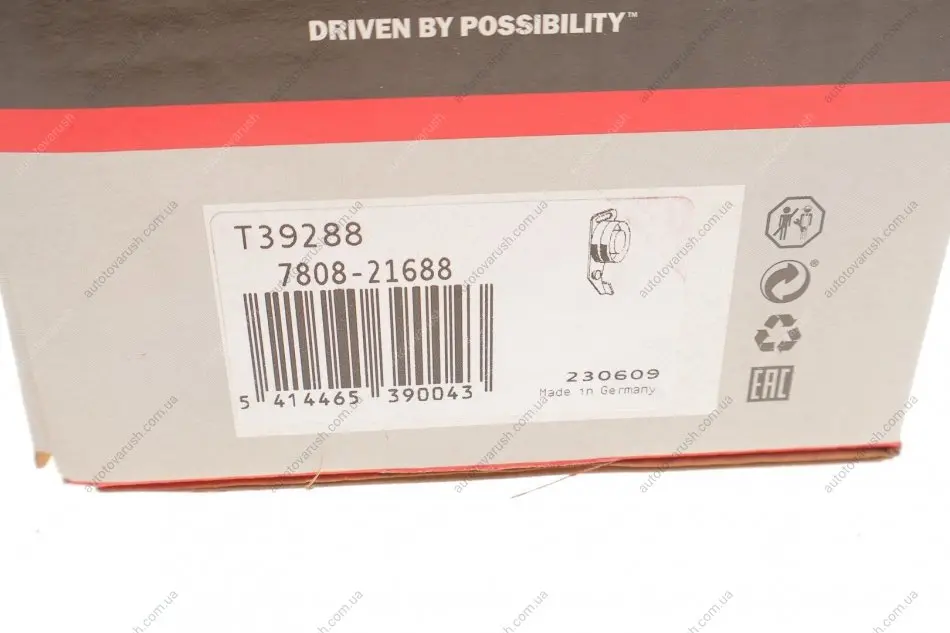 DRIVEN BY POSSIBILITY™
T39288
7808-21688
5 414465 390043
230609
Made in Germany
EAC
autotovarush.com.ua